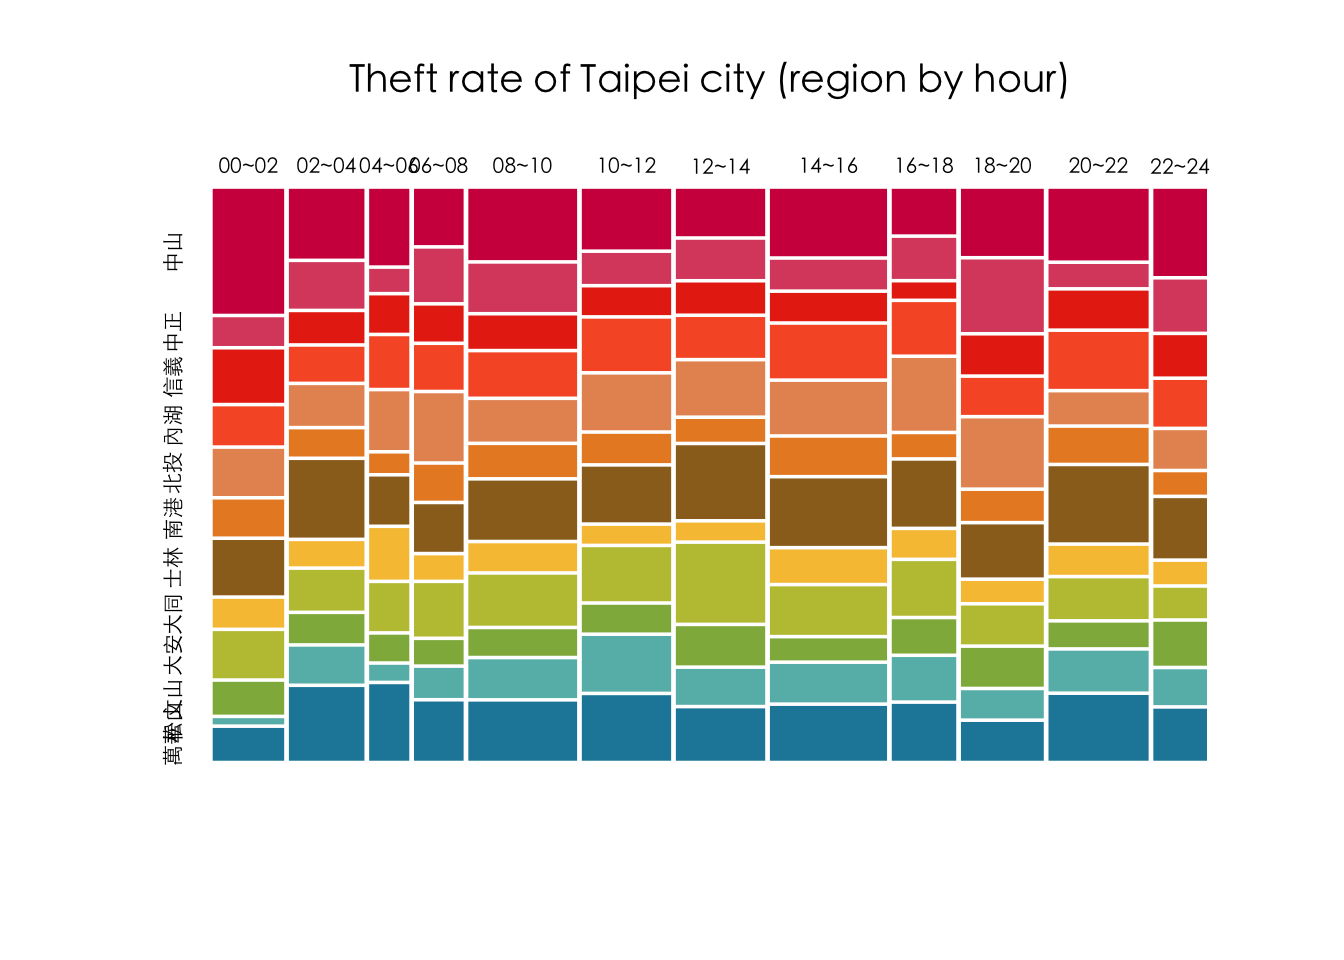 Theft rate of Taipei city (region by hour)
00~02 02~04 04~06 06~08 08~10 10~12 12~14 14~16 16~18 18~20 20~22 22~24
中山
中正
信義
內湖
北投
南港
士林
大同
大安
文山
松山
萬華